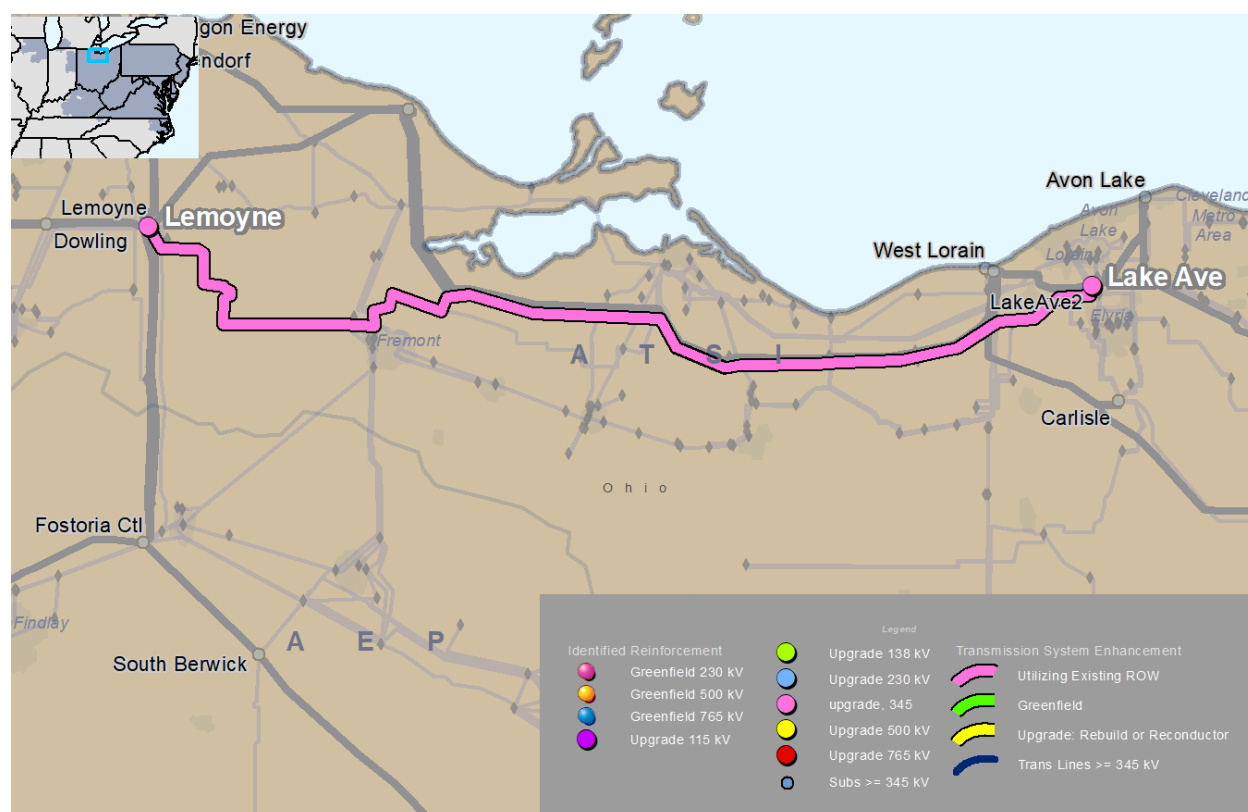 gon Energy
ndorf
Avon Lake
Cleveland
Metro
Area
Avon
Lake
Lemoyne
Lemoyne
Dowling
West Lorain
Lorain
Lake Ave
LakeAve2
Elyria
Fremont
A T S I
Carlisle
Ohio
Fostoria Ctl
Findlay
A E P
South Berwick
Legend
Identified Reinforcement
Greenfield 230 kV
Greenfield 500 kV
Greenfield 765 kV
Upgrade 115 kV
Upgrade 138 kV
Upgrade 230 kV
upgrade, 345
Upgrade 500 kV
Upgrade 765 kV
Subs >= 345 kV
Transmission System Enhancement
Utilizing Existing ROW
Greenfield
Upgrade: Rebuild or Reconductor
Trans Lines >= 345 kV